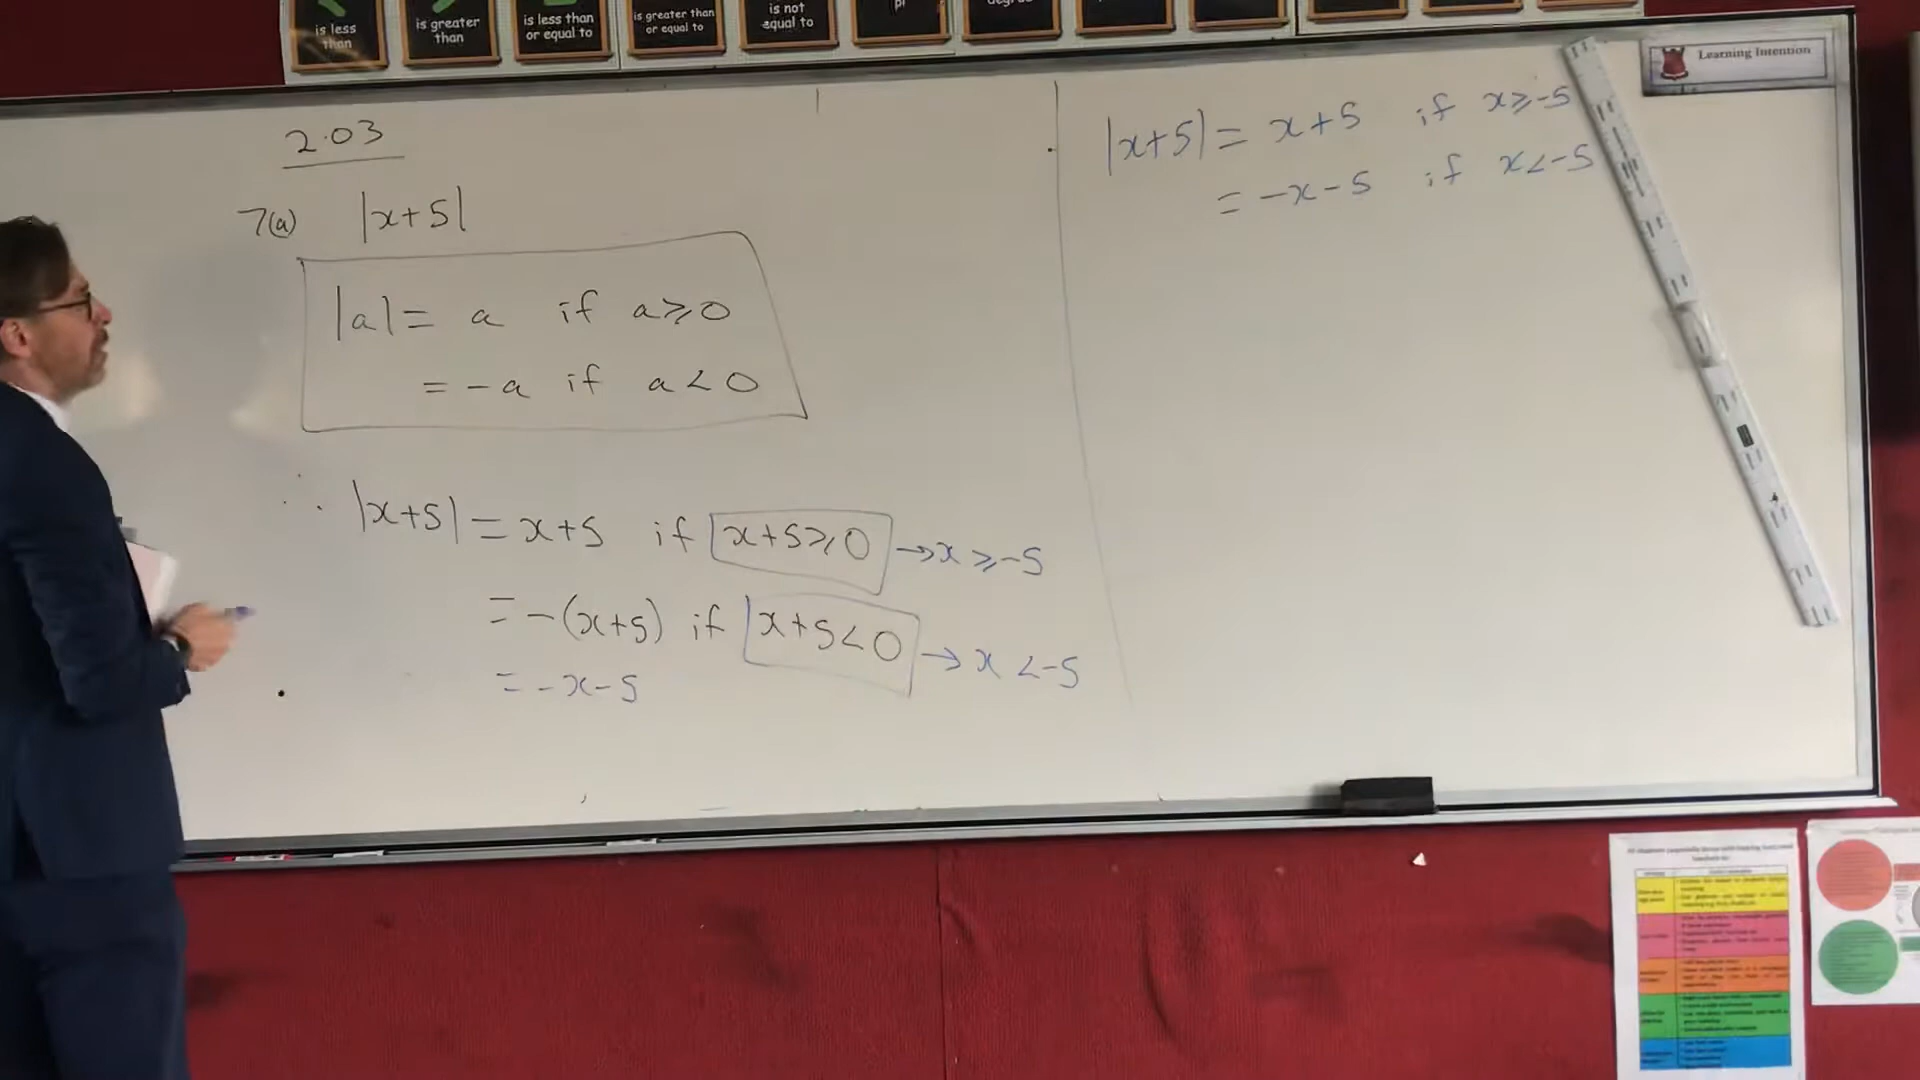 is less than
is greater than
is less than or equal to
is greater than or equal to
is not equal to
pi
Learning Intention
2.03
7(a) |x+5|
|a| = a if a ≥ 0
= -a if a < 0
∴ |x+5| = x+5 if x+5 ≥ 0 → x ≥ -5
= -(x+5) if x+5 < 0 → x < -5
= -x-5
|x+5| = x+5 if x ≥ -5
= -x-5 if x < -5